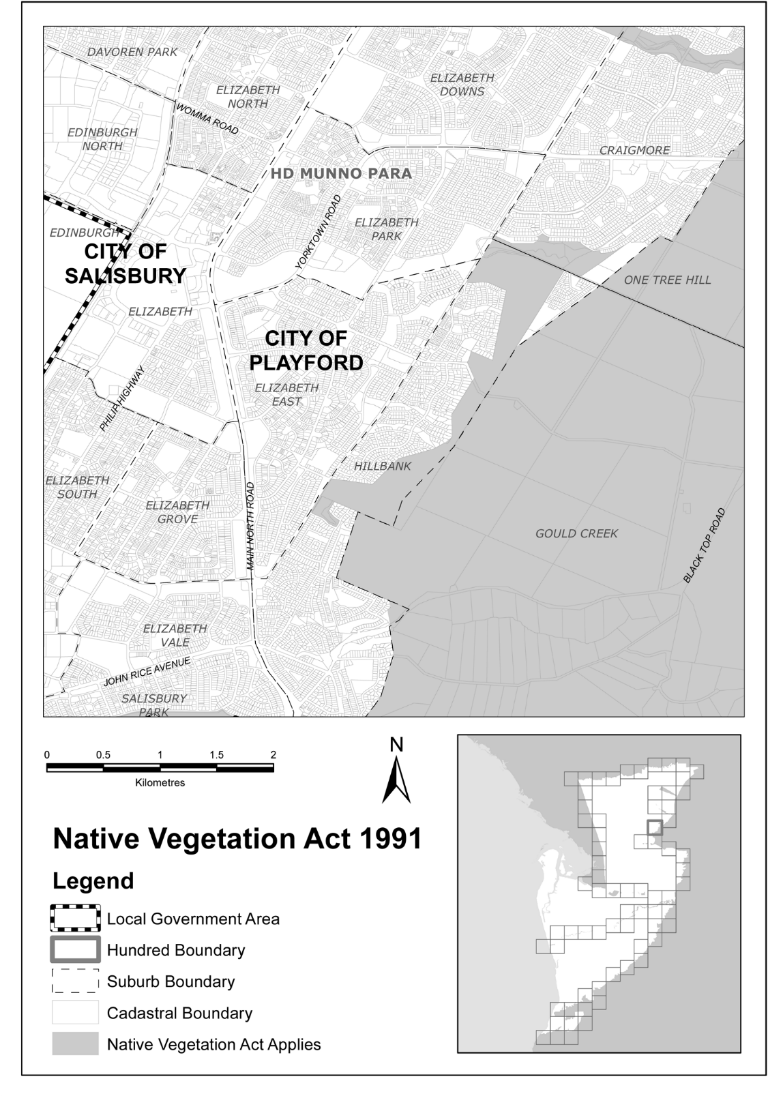 DAVOREN PARK
ELIZABETH
DOWNS
ELIZABETH
NORTH
WOMMA ROAD
EDINBURGH
NORTH
CRAIGMORE
HD MUNNO PARA
YORKTOWN ROAD
ELIZABETH
PARK
EDINBURGH
CITY OF
SALISBURY
ONE TREE HILL
ELIZABETH
CITY OF
PLAYFORD
ELIZABETH
EAST
PHILIP HIGHWAY
HILLBANK
ELIZABETH
SOUTH
ELIZABETH
GROVE
MAIN NORTH ROAD
GOULD CREEK
BLACK TOP ROAD
ELIZABETH
VALE
JOHN RICE AVENUE
SALISBURY
PARK
0 0.5 1 1.5 2
Kilometres
N
Native Vegetation Act 1991
Legend
Local Government Area
Hundred Boundary
Suburb Boundary
Cadastral Boundary
Native Vegetation Act Applies